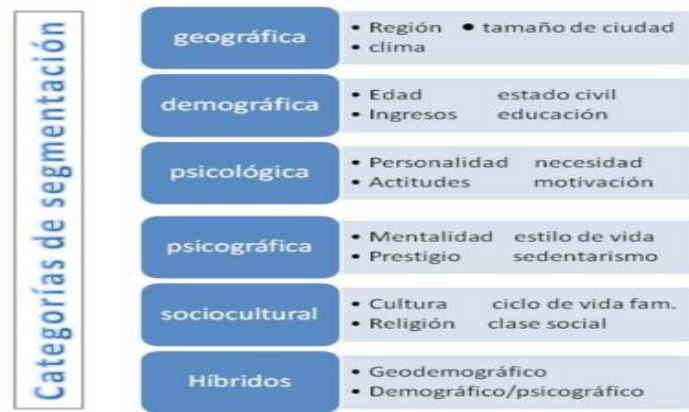 Categorías de segmentación
geográfica
• Región • tamaño de ciudad
• clima
demográfica
• Edad estado civil
• Ingresos educación
psicológica
• Personalidad necesidad
• Actitudes motivación
psicográfica
• Mentalidad estilo de vida
• Prestigio sedentarismo
sociocultural
• Cultura ciclo de vida fam.
• Religión clase social
Híbridos
• Geodemográfico
• Demográfico/psicográfico